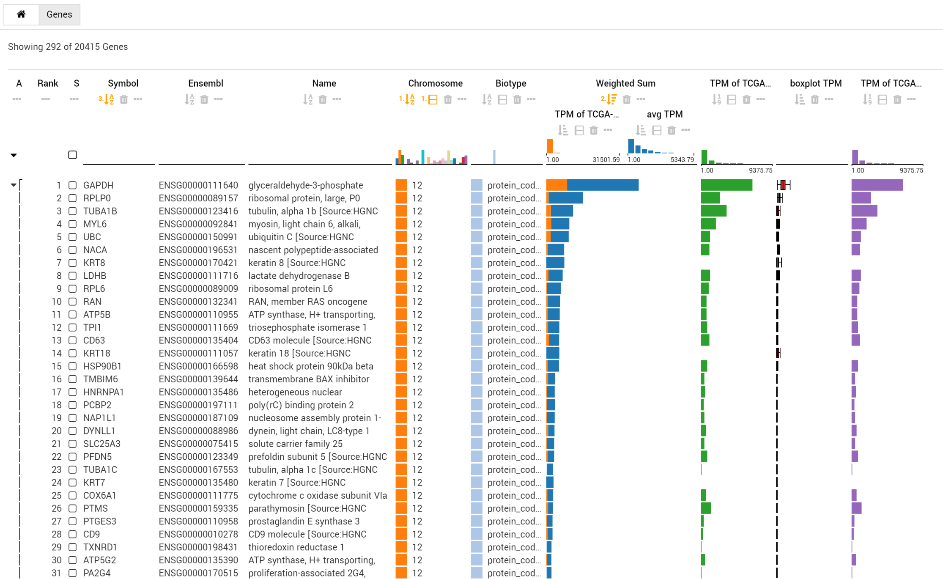 Genes
Showing 292 of 20415 Genes
A Rank S Symbol Ensembl Name Chromosome Biotype Weighted Sum TPM of TCGA... boxplot TPM TPM of TCGA...
3. 1. 1. 2.
TPM of TCGA-... avg TPM
1.00 31501.59 1.00 5343.79 1.00 9375.75 1.00 9375.75
1 GAPDH ENSG00000111640 glyceraldehyde-3-phosphate 12 protein_cod...
2 RPLP0 ENSG00000089157 ribosomal protein, large, P0 12 protein_cod...
3 TUBA1B ENSG00000123416 tubulin, alpha 1b [Source:HGNC 12 protein_cod...
4 MYL6 ENSG00000092841 myosin, light chain 6, alkali, 12 protein_cod...
5 UBC ENSG00000150991 ubiquitin C [Source:HGNC 12 protein_cod...
6 NACA ENSG00000196531 nascent polypeptide-associated 12 protein_cod...
7 KRT8 ENSG00000170421 keratin 8 [Source:HGNC 12 protein_cod...
8 LDHB ENSG00000111716 lactate dehydrogenase B 12 protein_cod...
9 RPL6 ENSG00000089009 ribosomal protein L6 12 protein_cod...
10 RAN ENSG00000132341 RAN, member RAS oncogene 12 protein_cod...
11 ATP5B ENSG00000110955 ATP synthase, H+ transporting, 12 protein_cod...
12 TPI1 ENSG00000111669 triosephosphate isomerase 1 12 protein_cod...
13 CD63 ENSG00000135404 CD63 molecule [Source:HGNC 12 protein_cod...
14 KRT18 ENSG00000111057 keratin 18 [Source:HGNC 12 protein_cod...
15 HSP90B1 ENSG00000166598 heat shock protein 90kDa beta 12 protein_cod...
16 TMBIM6 ENSG00000139644 transmembrane BAX inhibitor 12 protein_cod...
17 HNRNPA1 ENSG00000135486 heterogeneous nuclear 12 protein_cod...
18 PCBP2 ENSG00000197111 poly(rC) binding protein 2 12 protein_cod...
19 NAP1L1 ENSG00000187109 nucleosome assembly protein 1- 12 protein_cod...
20 DYNLL1 ENSG00000088986 dynein, light chain, LC8-type 1 12 protein_cod...
21 SLC25A3 ENSG00000075415 solute carrier family 25 12 protein_cod...
22 PFDN5 ENSG00000123349 prefoldin subunit 5 [Source:HGNC 12 protein_cod...
23 TUBA1C ENSG00000167553 tubulin, alpha 1c [Source:HGNC 12 protein_cod...
24 KRT7 ENSG00000135480 keratin 7 [Source:HGNC 12 protein_cod...
25 COX6A1 ENSG00000111775 cytochrome c oxidase subunit VIa 12 protein_cod...
26 PTMS ENSG00000159335 parathymosin [Source:HGNC 12 protein_cod...
27 PTGES3 ENSG00000110958 prostaglandin E synthase 3 12 protein_cod...
28 CD9 ENSG00000010278 CD9 molecule [Source:HGNC 12 protein_cod...
29 TXNRD1 ENSG00000198431 thioredoxin reductase 1 12 protein_cod...
30 ATP5G2 ENSG00000135390 ATP synthase, H+ transporting, 12 protein_cod...
31 PA2G4 ENSG00000170515 proliferation-associated 2G4, 12 protein_cod...